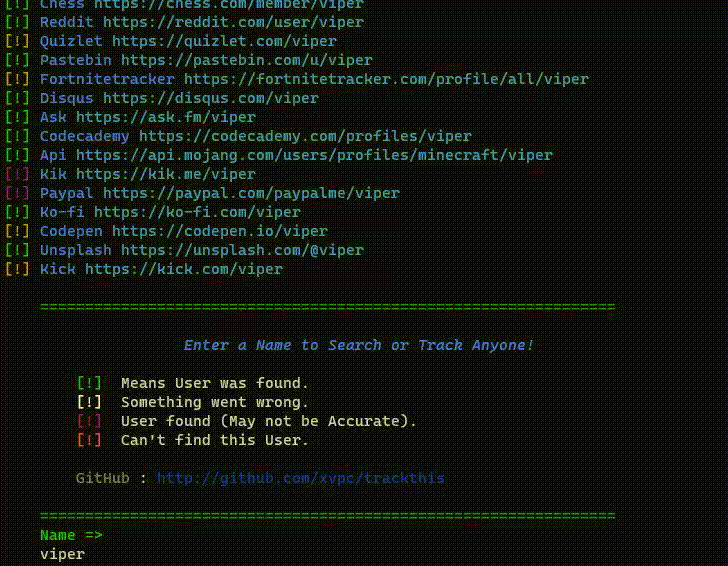 [!] Chess https://chess.com/member/viper
[!] Reddit https://reddit.com/user/viper
[!] Quizlet https://quizlet.com/viper
[!] Pastebin https://pastebin.com/u/viper
[!] Fortnitetracker https://fortnitetracker.com/profile/all/viper
[!] Disqus https://disqus.com/viper
[!] Ask https://ask.fm/viper
[!] Codecademy https://codecademy.com/profiles/viper
[!] Api https://api.mojang.com/users/profiles/minecraft/viper
[!] Kik https://kik.me/viper
[!] Paypal https://paypal.com/paypalme/viper
[!] Ko-fi https://ko-fi.com/viper
[!] Codepen https://codepen.io/viper
[!] Unsplash https://unsplash.com/@viper
[!] Kick https://kick.com/viper
================================================================
Enter a Name to Search or Track Anyone!
[!] Means User was found.
[!] Something went wrong.
[!] User found (May not be Accurate).
[!] Can't find this User.
GitHub : http://github.com/xvpc/trackthis
================================================================
Name =>
viper